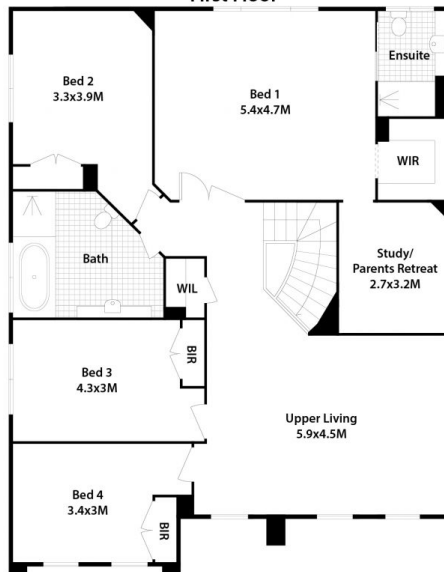 First Floor
Bed 2
3.3x3.9M
Bed 1
5.4x4.7M
Ensuite
WIR
Study/
Parents Retreat
2.7x3.2M
Bath
WIL
Bed 3
4.3x3M
BIR
Upper Living
5.9x4.5M
Bed 4
3.4x3M
BIR